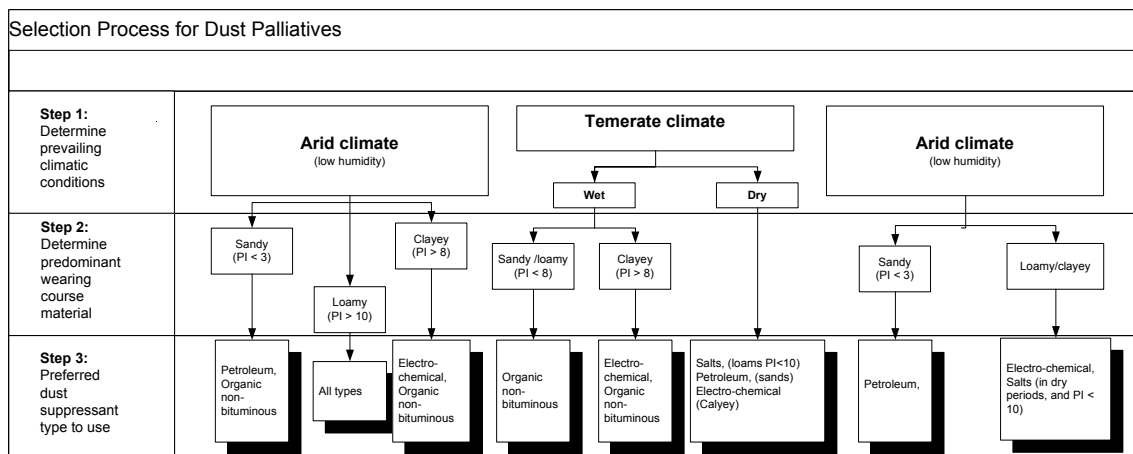 Selection Process for Dust Palliatives
Step 1:
Determine
prevailing
climatic
conditions
Arid climate
(low humidity)
Temerate climate
Arid climate
(low humidity)
Wet
Dry
Step 2:
Determine
predominant
wearing
course
material
Sandy
(PI < 3)
Loamy
(PI > 10)
Clayey
(PI > 8)
Sandy /loamy
(PI < 8)
Clayey
(PI > 8)
Sandy
(PI < 3)
Loamy/clayey
Step 3:
Preferred
dust
suppressant
type to use
Petroleum,
Organic
non-
bituminous
All types
Electro-
chemical,
Organic
non-
bituminous
Organic
non-
bituminous
Electro-
chemical,
Organic
non-
bituminous
Salts, (loams PI<10)
Petroleum, (sands)
Electro-chemical
(Calyey)
Petroleum,
Electro-chemical,
Salts (in dry
periods, and PI <
10)